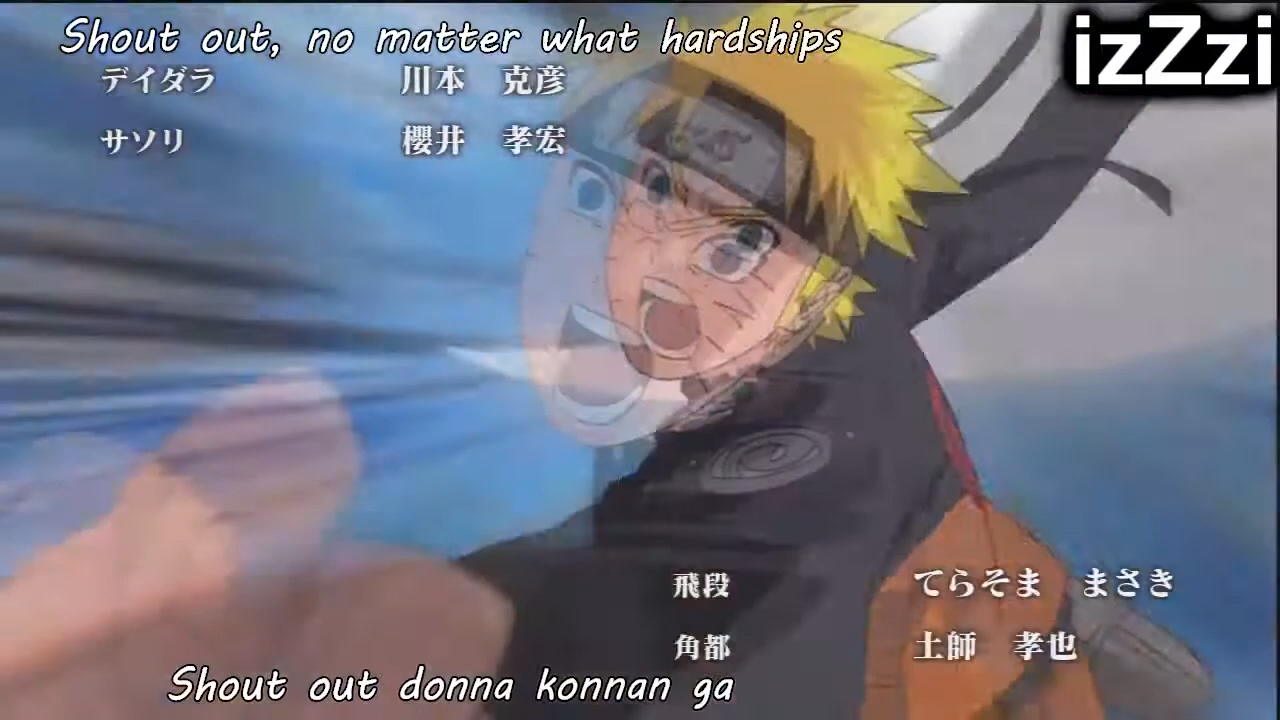 Shout out, no matter what hardships
izZzi
デイダラ 川本 克彦
サソリ 櫻井 孝宏
飛段 てらそま まさき
角都 土師 孝也
Shout out donna konnan ga